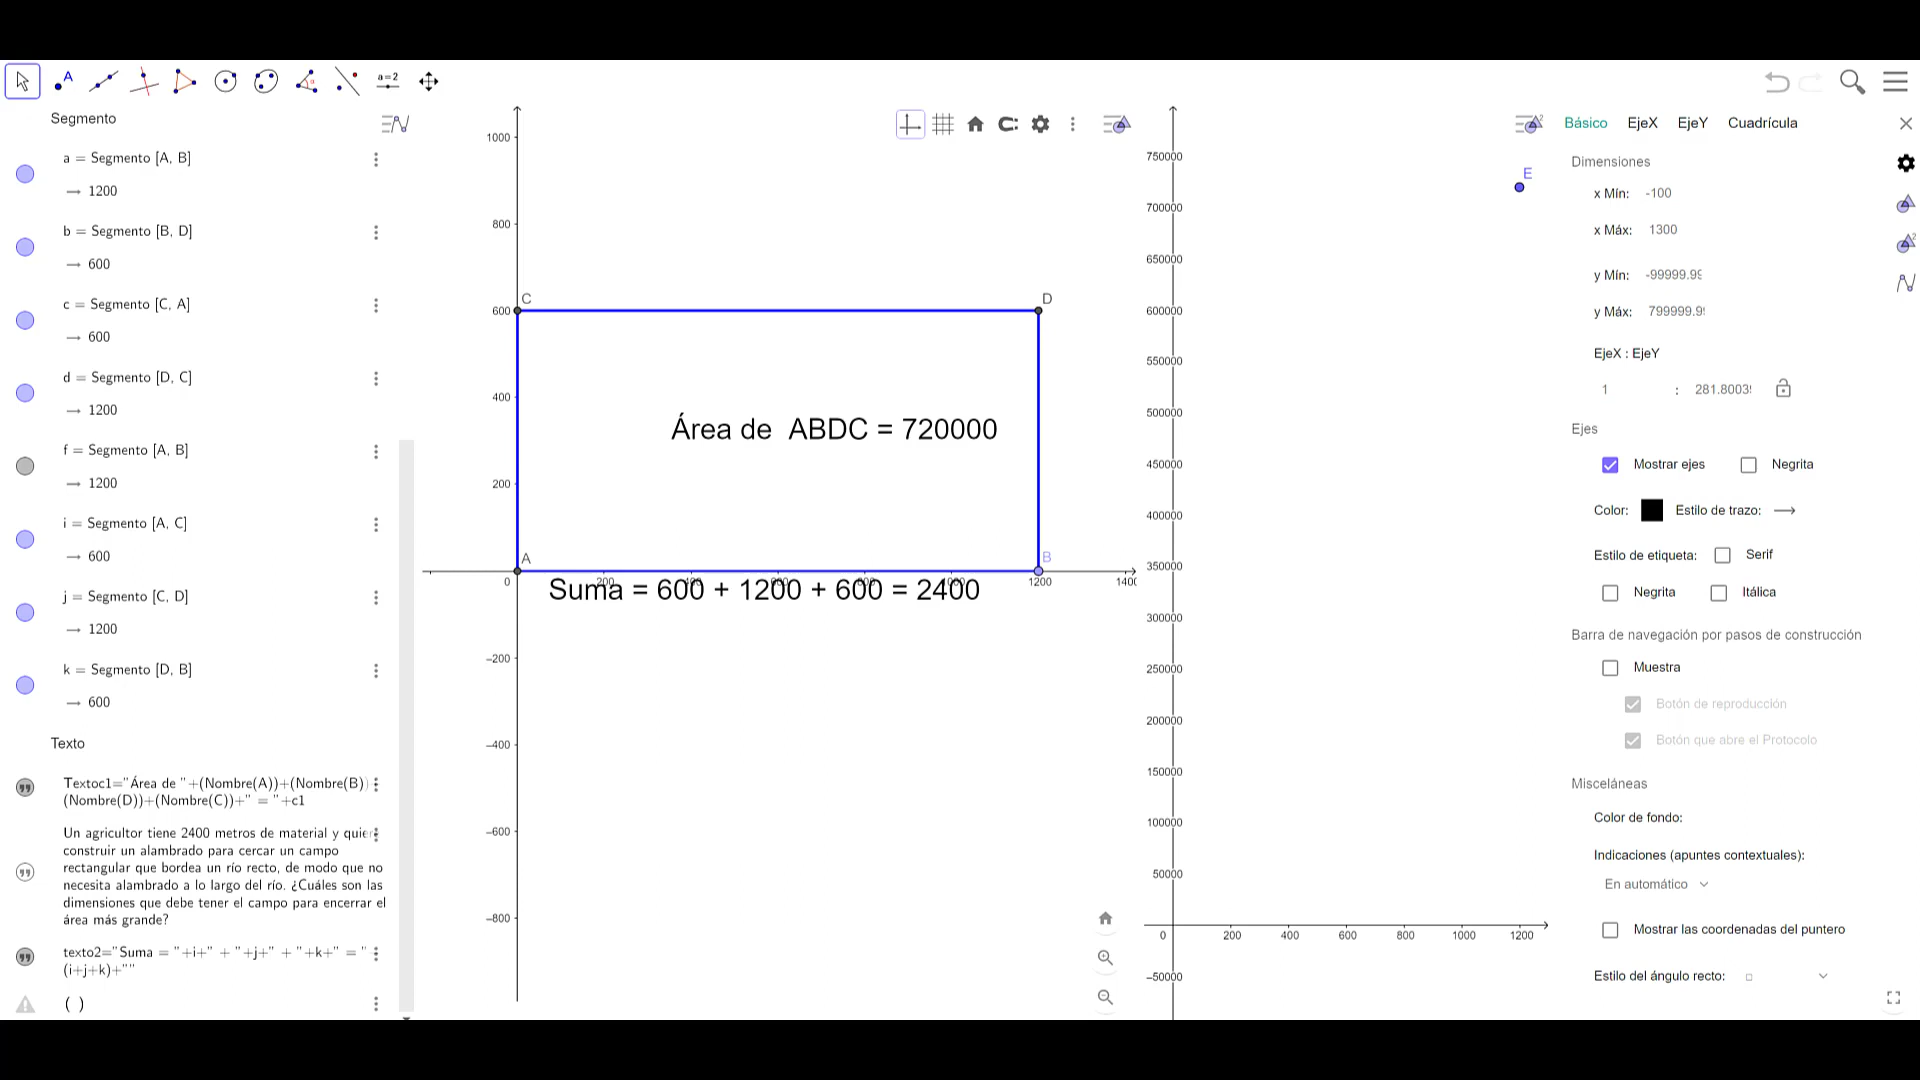 A
a=2
Segmento
a = Segmento [A, B]
→ 1200
b = Segmento [B, D]
→ 600
c = Segmento [C, A]
→ 600
d = Segmento [D, C]
→ 1200
f = Segmento [A, B]
→ 1200
i = Segmento [A, C]
→ 600
j = Segmento [C, D]
→ 1200
k = Segmento [D, B]
→ 600
Texto
Textoc1="Área de "+(Nombre(A))+(Nombre(B))
(Nombre(D))+(Nombre(C))+" = "+c1
Un agricultor tiene 2400 metros de material y quiere
construir un alambrado para cercar un campo
rectangular que bordea un río recto, de modo que no
necesita alambrado a lo largo del río. ¿Cuáles son las
dimensiones que debe tener el campo para encerrar el
área más grande?
texto2="Suma = "+i+" + "+j+" + "+k+" = "
(i+j+k)+""
( )
1000
800
600
400
200
0
−200
−400
−600
−800
C
D
A
B
Área de ABDC = 720000
200 1200 1400
Suma = 600 + 1200 + 600 = 2400
750000
700000
650000
600000
550000
500000
450000
400000
350000
300000
250000
200000
150000
100000
50000
0 200 400 600 800 1000 1200
−50000
E
2
Básico EjeX EjeY Cuadrícula
Dimensiones
x Mín: -100
x Máx: 1300
y Mín: -99999.99
y Máx: 799999.99
EjeX : EjeY
1 : 281.8003
Ejes
Mostrar ejes Negrita
Color: Estilo de trazo:
Estilo de etiqueta: Serif
Negrita Itálica
Barra de navegación por pasos de construcción
Muestra
Botón de reproducción
Botón que abre el Protocolo
Misceláneas
Color de fondo:
Indicaciones (apuntes contextuales):
En automático
Mostrar las coordenadas del puntero
Estilo del ángulo recto: